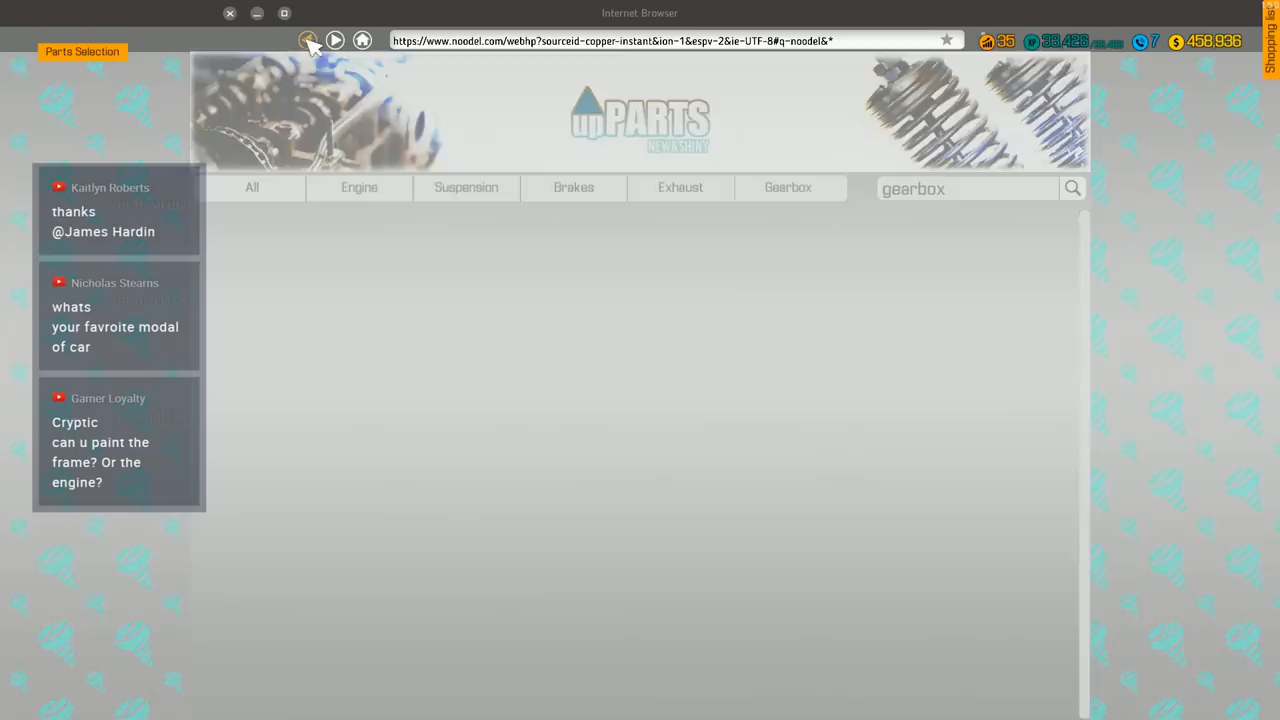 Internet Browser
Parts Selection
https://www.noodel.com/webhp?sourceid-copper-instant&ion-1&espv-2&ie-UTF-8#q-noodel&*
35
33.426
7
458.936
Shopping list
upPARTS
NEW&SHINY
All
Engine
Suspension
Brakes
Exhaust
Gearbox
gearbox
Kaitlyn Roberts
thanks
@James Hardin
Nicholas Stearns
whats
your favroite modal
of car
Gamer Loyalty
Cryptic
can u paint the
frame? Or the
engine?